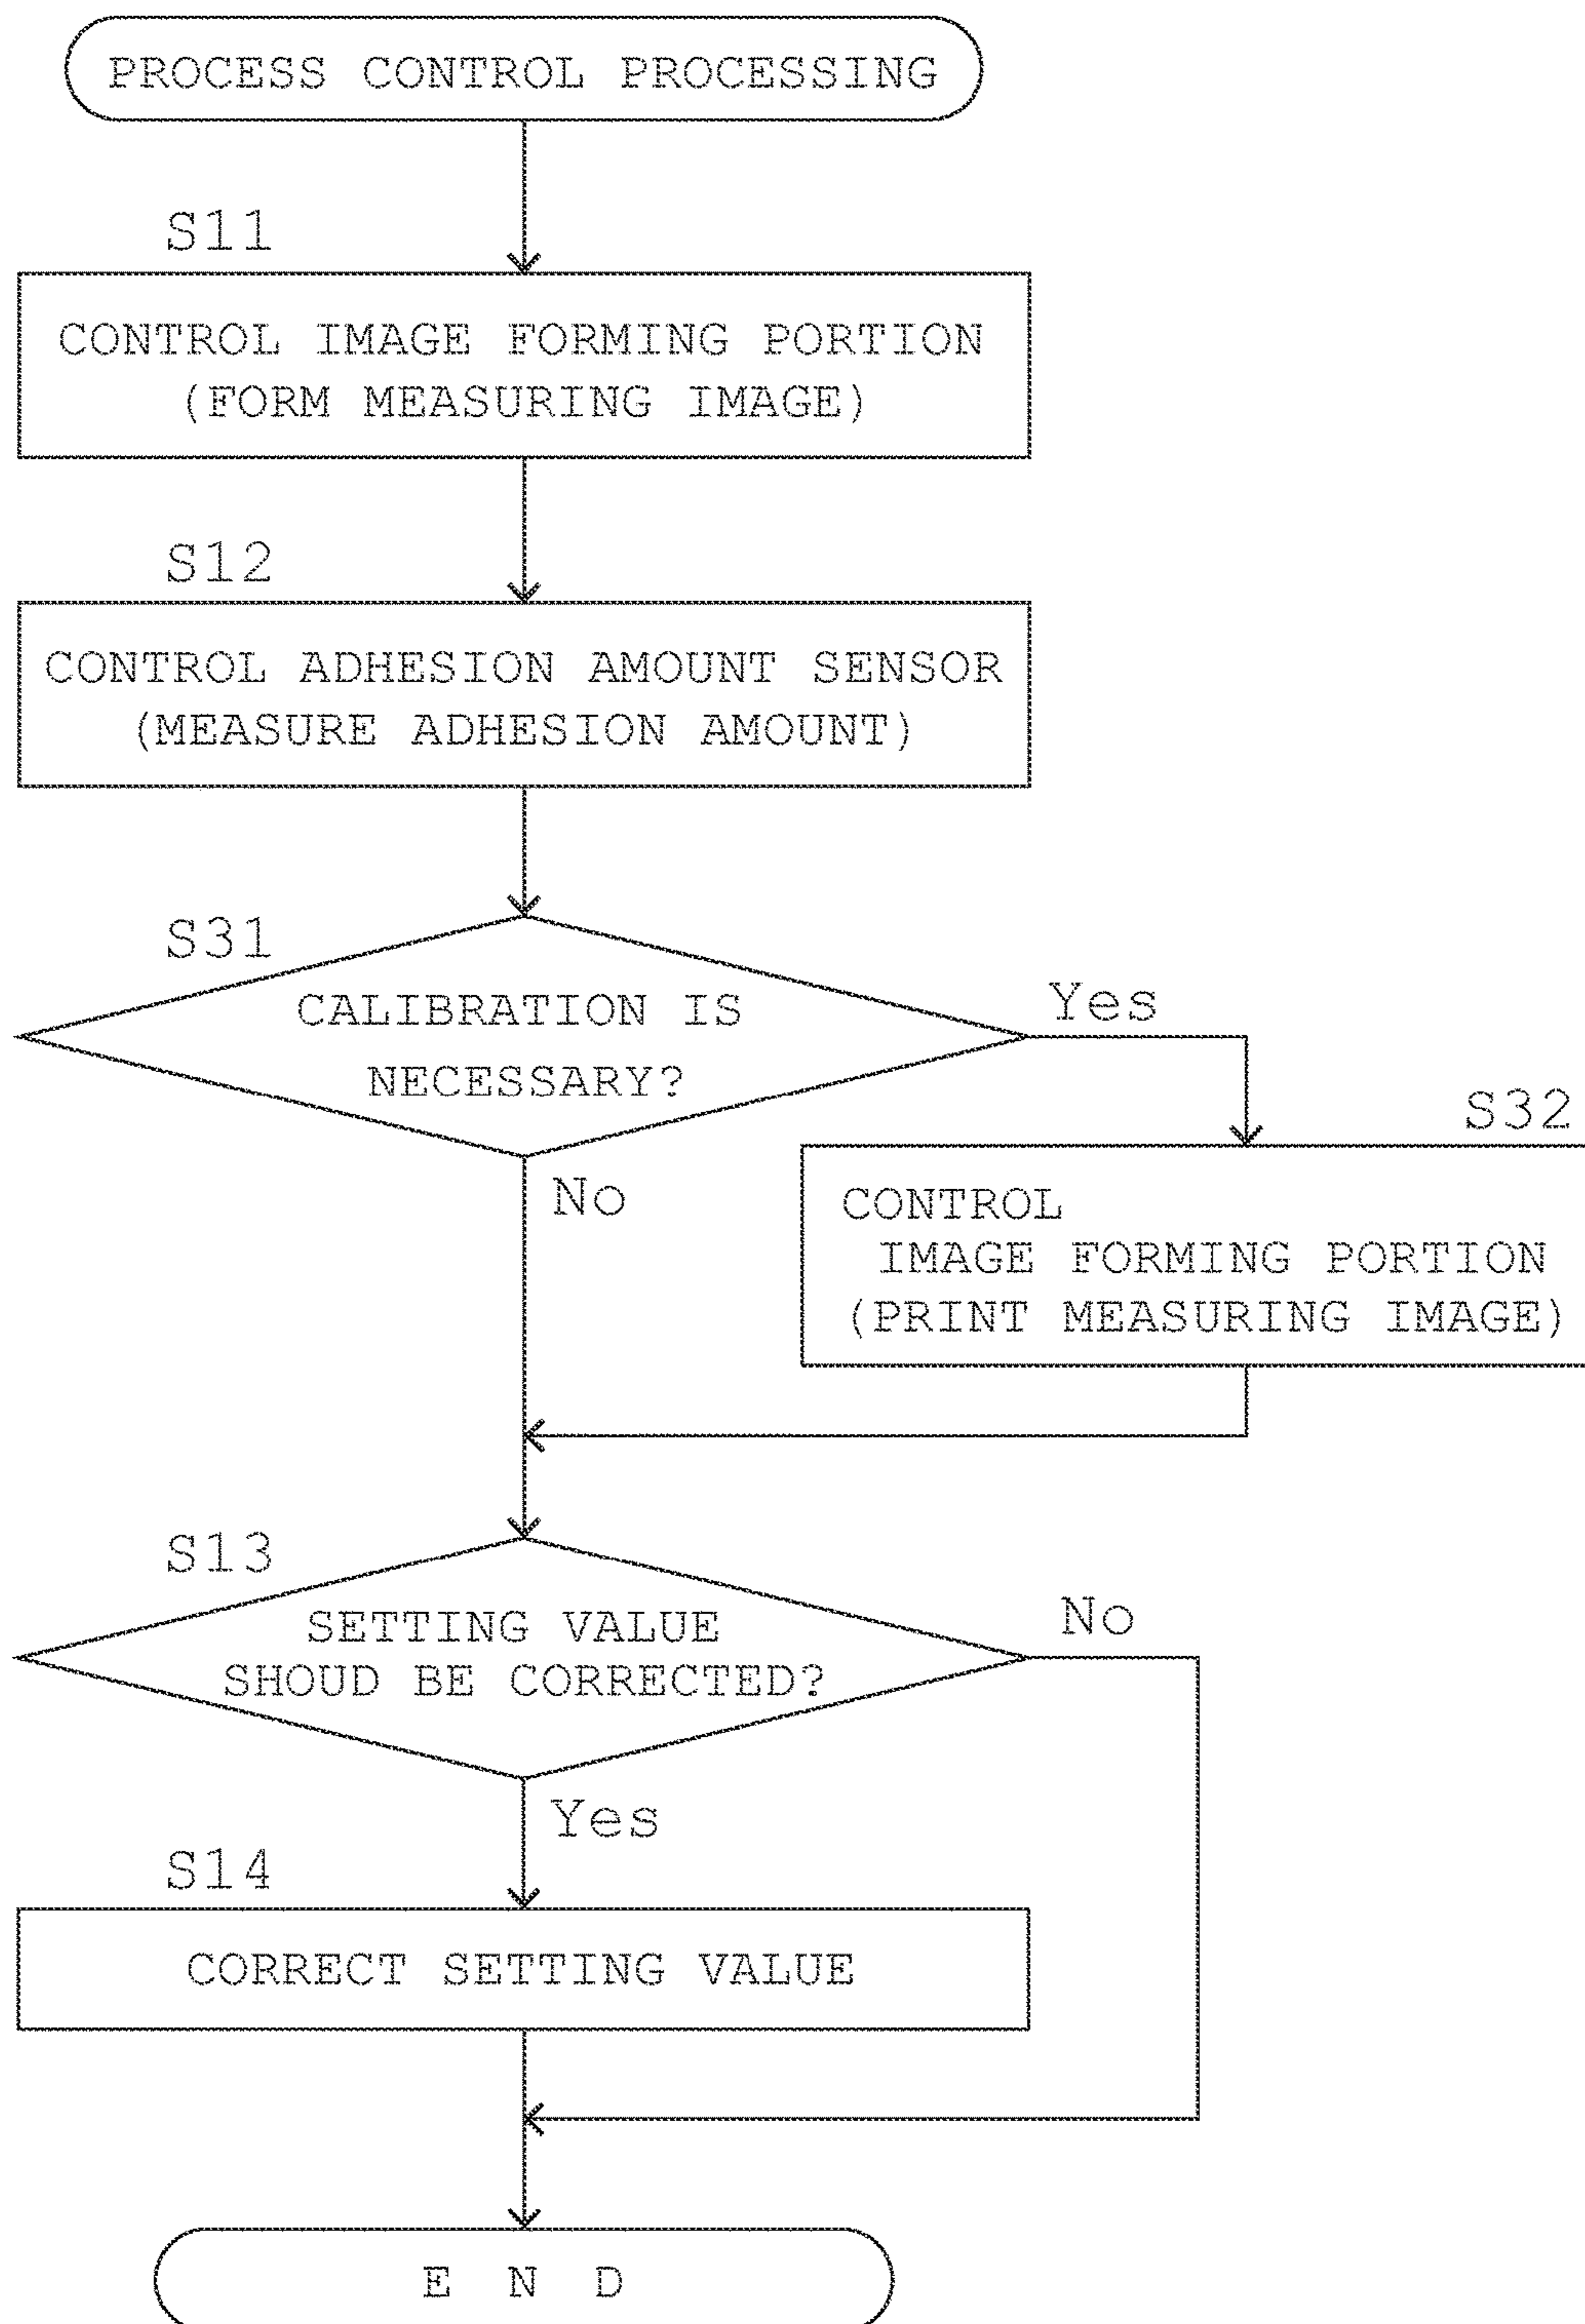 PROCESS CONTROL PROCESSING
S11
CONTROL IMAGE FORMING PORTION
(FORM MEASURING IMAGE)
S12
CONTROL ADHESION AMOUNT SENSOR
(MEASURE ADHESION AMOUNT)
S31
CALIBRATION IS
NECESSARY?
Yes
No
S32
CONTROL
IMAGE FORMING PORTION
(PRINT MEASURING IMAGE)
S13
SETTING VALUE
SHOUD BE CORRECTED?
No
Yes
S14
CORRECT SETTING VALUE
E N D